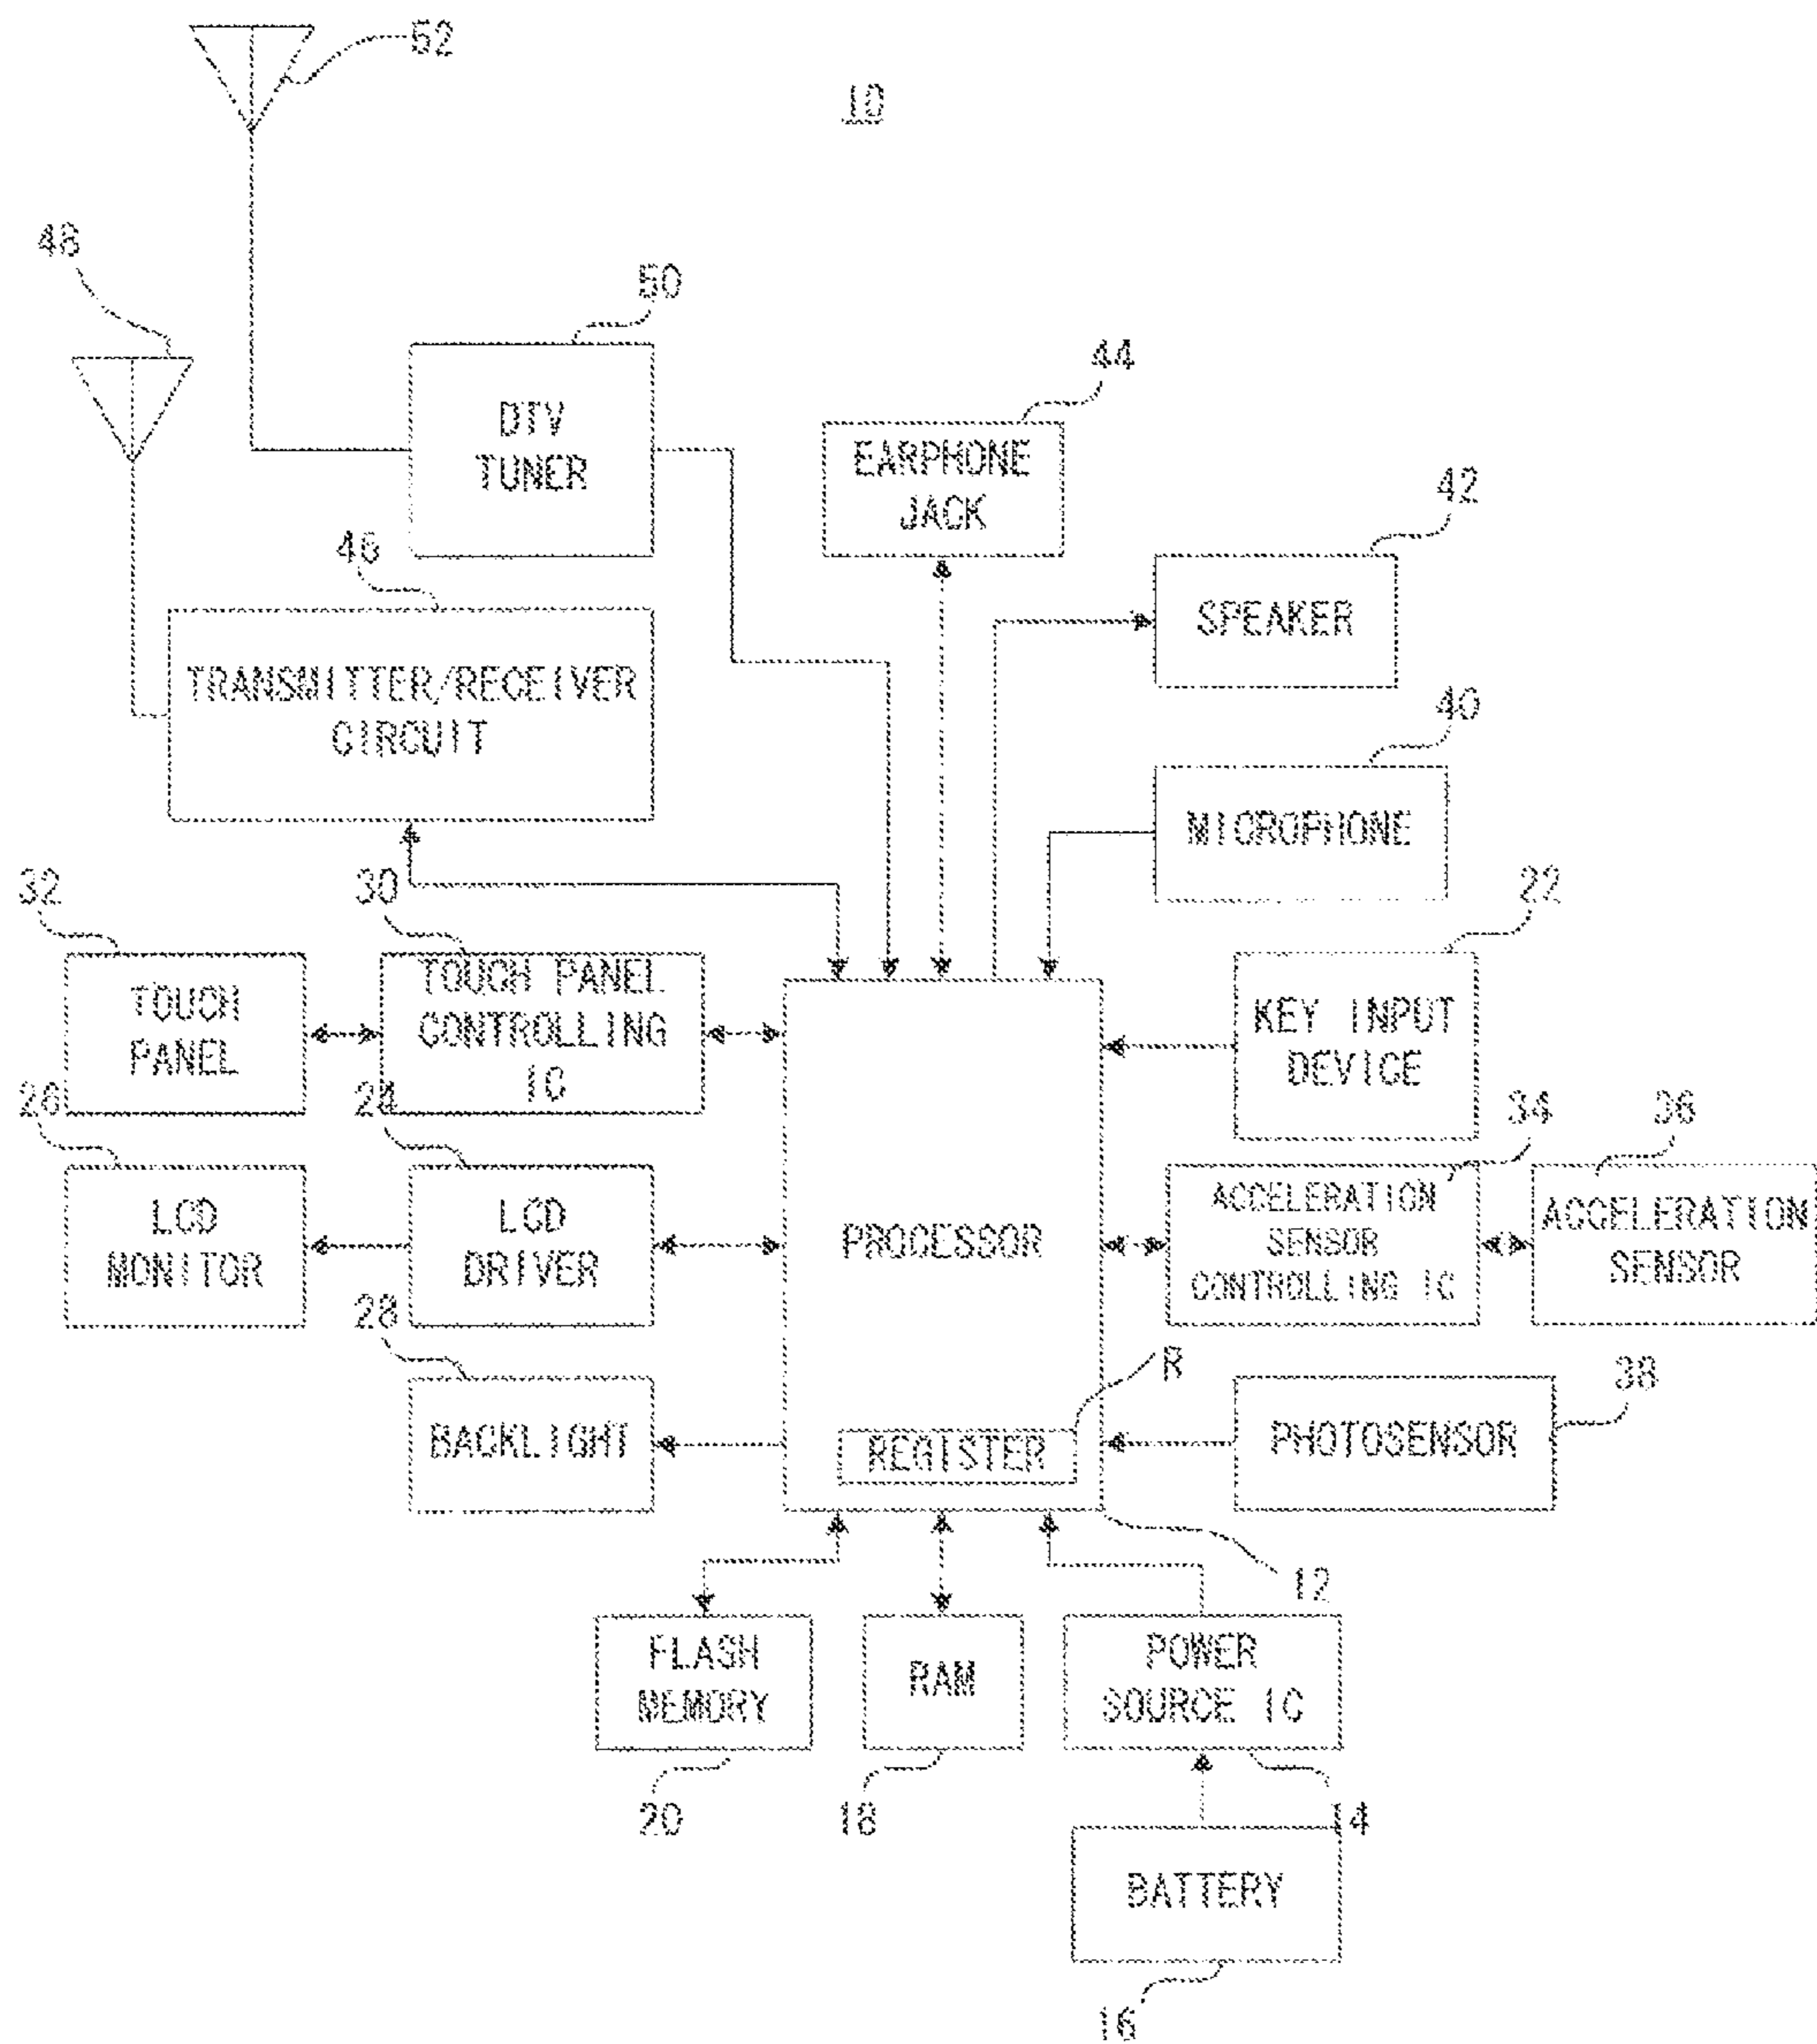 52
10
48
50
DTV
TUNER
44
EARPHONE
JACK
42
SPEAKER
46
TRANSMITTER/RECEIVER
CIRCUIT
40
MICROPHONE
32
TOUCH
PANEL
30
TOUCH PANEL
CONTROLLING
IC
22
KEY INPUT
DEVICE
26
LCD
MONITOR
24
LCD
DRIVER
PROCESSOR
34
ACCELERATION
SENSOR
CONTROLLING IC
36
ACCELERATION
SENSOR
28
BACKLIGHT
R
REGISTER
38
PHOTOSENSOR
12
FLASH
MEMORY
20
RAM
18
POWER
SOURCE IC
14
BATTERY
16